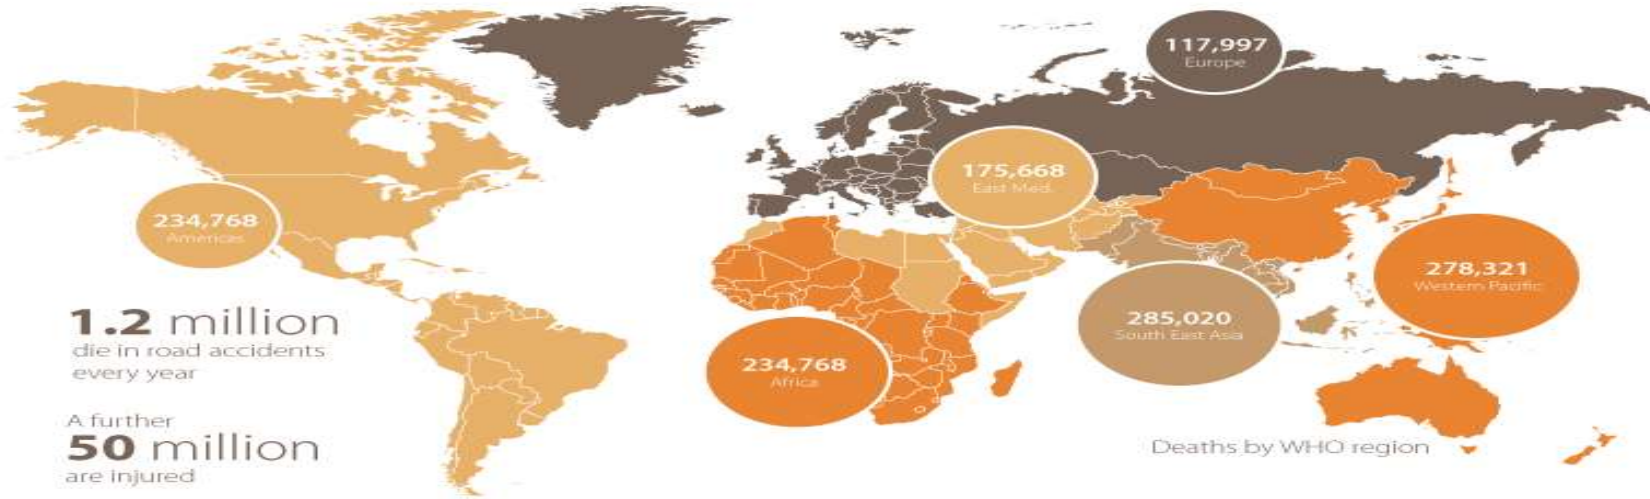 117,997
Europe
175,668
East Med.
234,768
Americas
278,321
Western Pacific
285,020
South East Asia
234,768
Africa
1.2 million
die in road accidents
every year
A further
50 million
are injured
Deaths by WHO region